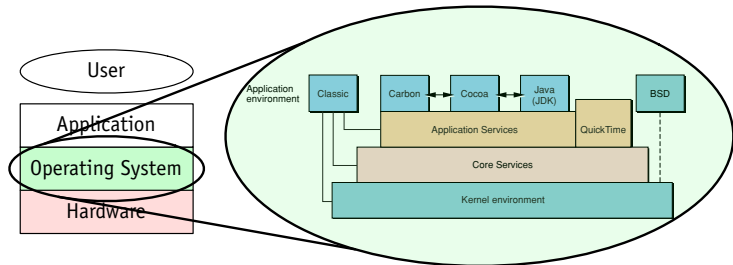 User
Application
Operating System
Hardware
Application
environment
Classic
Carbon
Cocoa
Java
(JDK)
BSD
Application Services
QuickTime
Core Services
Kernel environment